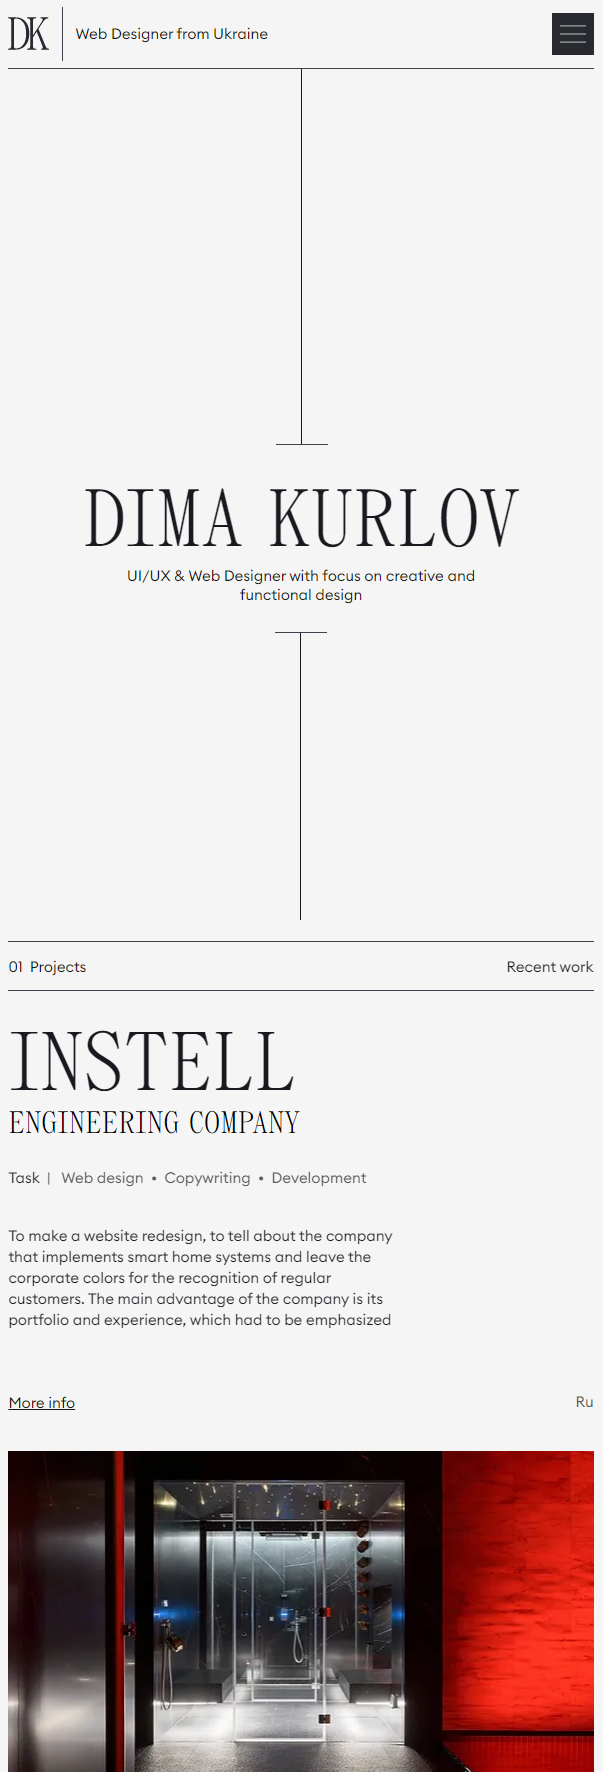 DK
Web Designer from Ukraine
DIMA KURLOV
UI/UX & Web Designer with focus on creative and
functional design
01 Projects
Recent work
INSTELL
ENGINEERING COMPANY
Task | Web design • Copywriting • Development
To make a website redesign, to tell about the company
that implements smart home systems and leave the
corporate colors for the recognition of regular
customers. The main advantage of the company is its
portfolio and experience, which had to be emphasized
More info
Ru